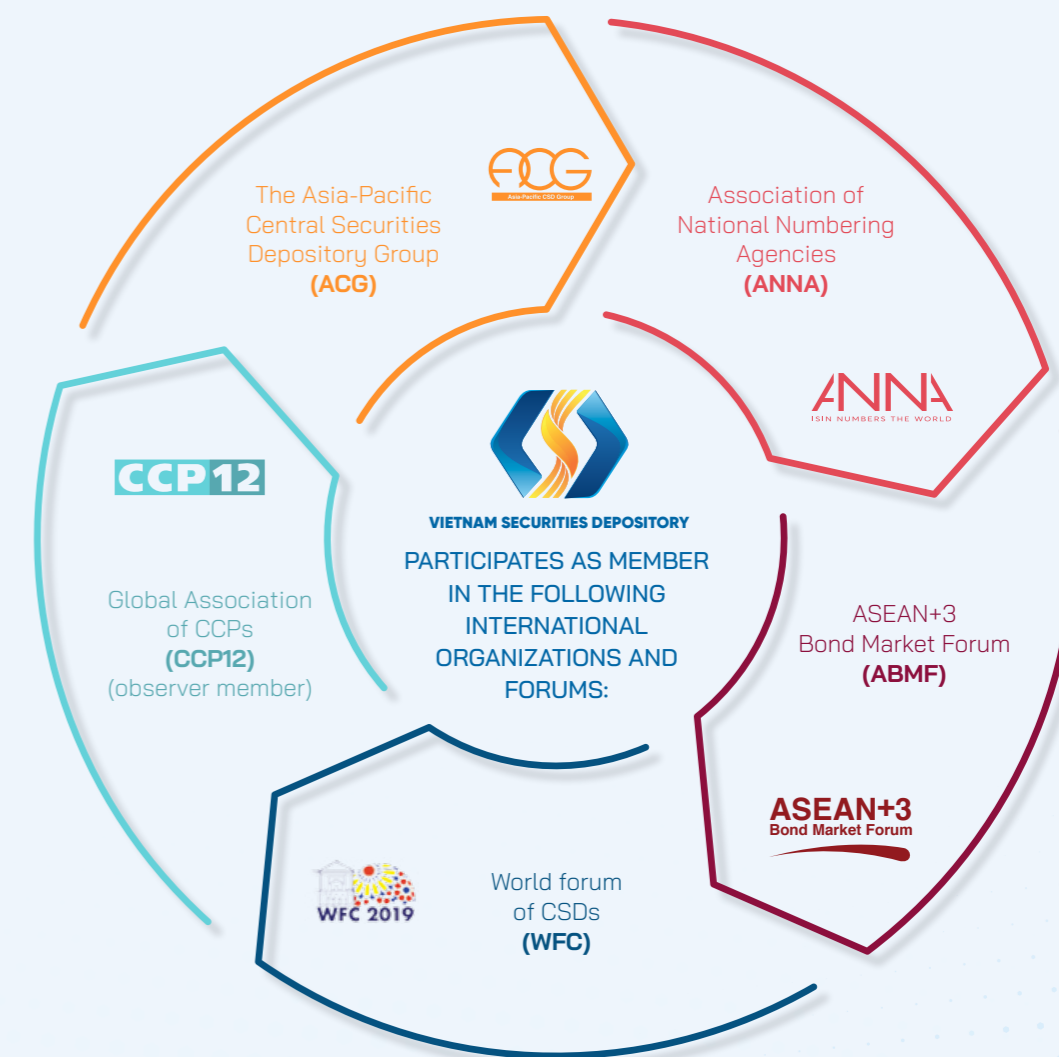 ACG
Asia-Pacific CSD Group
The Asia-Pacific
Central Securities
Depository Group
(ACG)
Association of
National Numbering
Agencies
(ANNA)
ANNA
ISIN NUMBERS THE WORLD
CCP12
Global Association
of CCPs
(CCP12)
(observer member)
VIETNAM SECURITIES DEPOSITORY
PARTICIPATES AS MEMBER
IN THE FOLLOWING
INTERNATIONAL
ORGANIZATIONS AND
FORUMS:
ASEAN+3
Bond Market Forum
(ABMF)
ASEAN+3
Bond Market Forum
WFC 2019
World forum
of CSDs
(WFC)